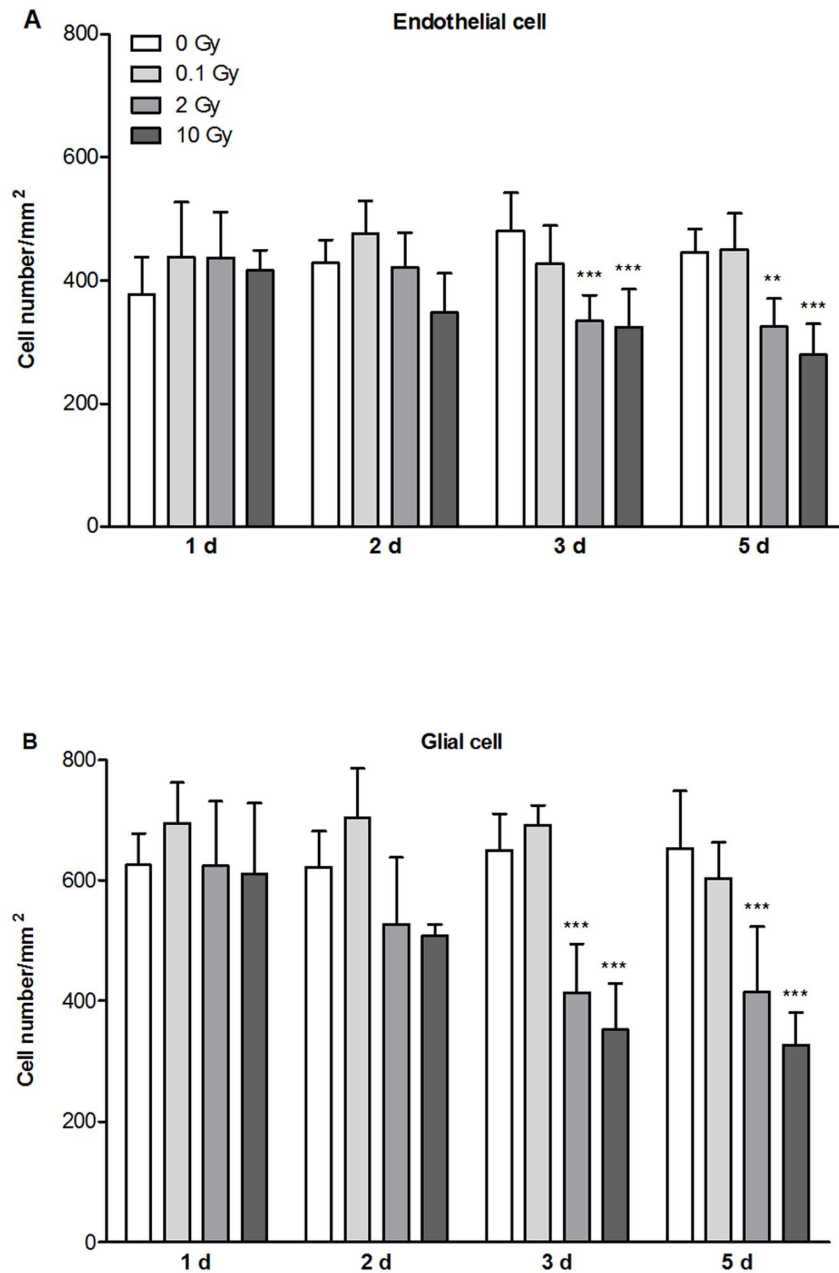 A
Endothelial cell
800
0 Gy
0.1 Gy
2 Gy
10 Gy
600
400
200
0
Cell number/mm²
*** *** ** ***
1 d 2 d 3 d 5 d
B
Glial cell
800
600
400
200
0
Cell number/mm²
*** *** *** ***
1 d 2 d 3 d 5 d